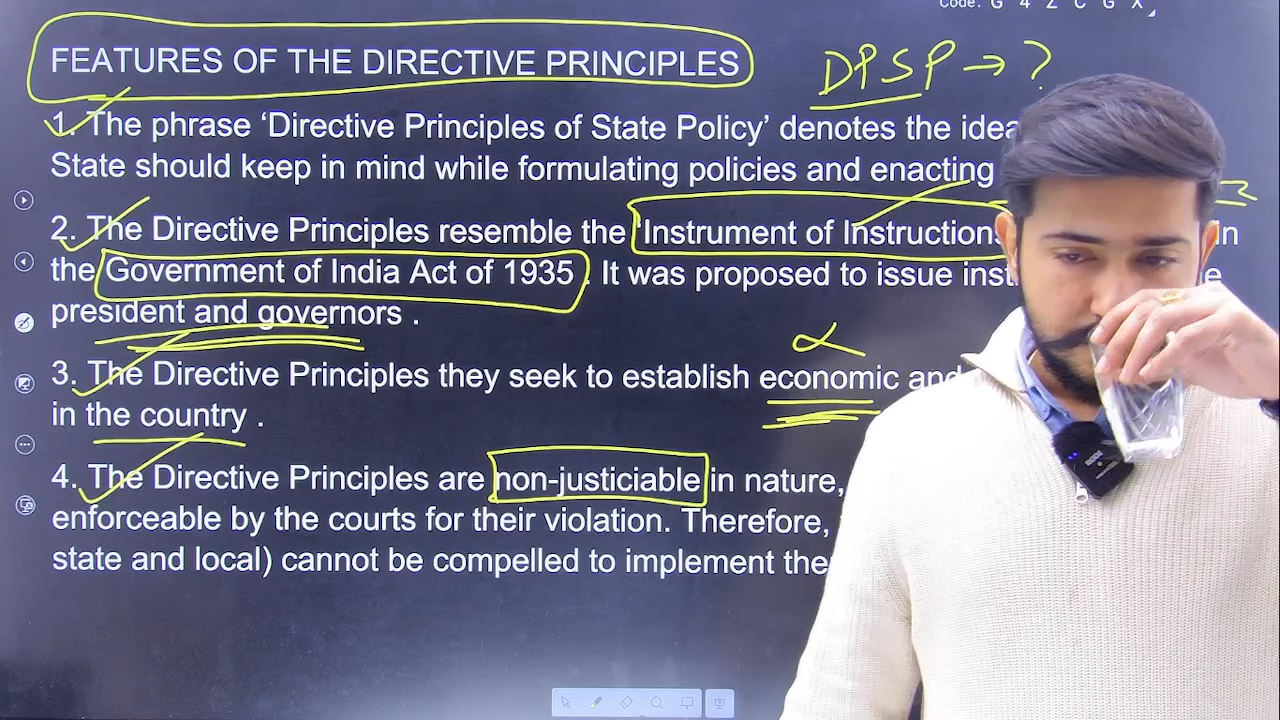 Code: G 4 Z C G X
FEATURES OF THE DIRECTIVE PRINCIPLES
DPSP → ?
1. The phrase ‘Directive Principles of State Policy’ denotes the idea
State should keep in mind while formulating policies and enacting
2. The Directive Principles resemble the ‘Instrument of Instructions in
the Government of India Act of 1935 . It was proposed to issue
president and governors .
3. The Directive Principles they seek to establish economic and
in the country .
4. The Directive Principles are non-justiciable in nature,
enforceable by the courts for their violation. Therefore,
state and local) cannot be compelled to implement the